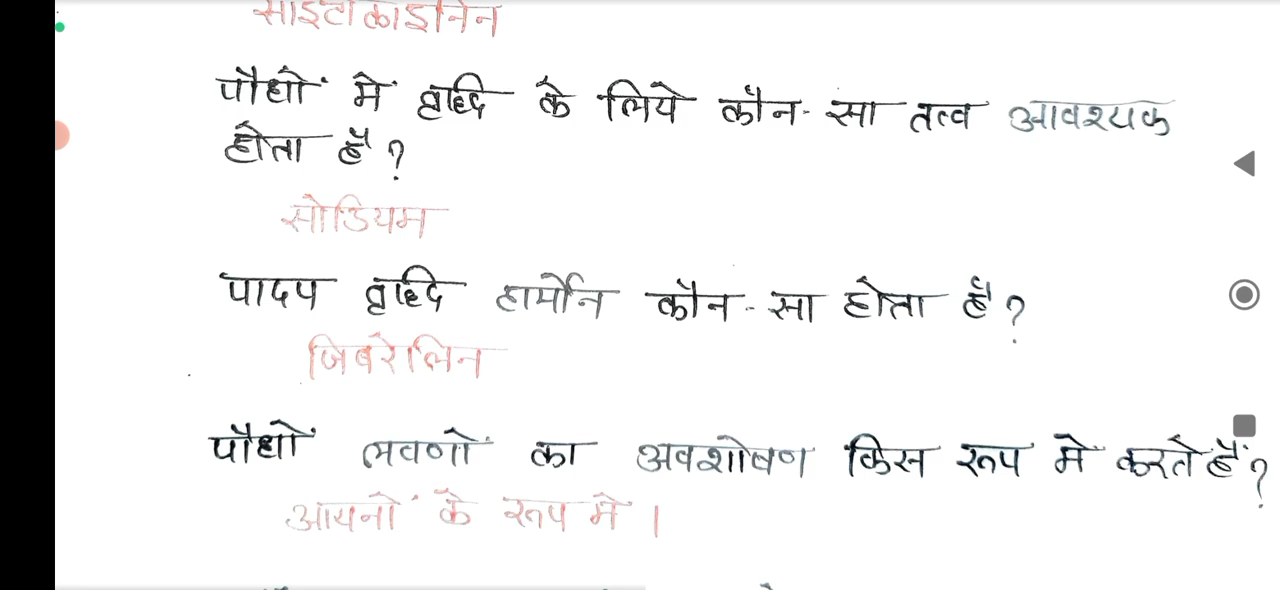 साइटोकाइनिन
पौधों में वृद्धि के लिये कौन-सा तत्व आवश्यक
होता है?
सोडियम
पादप वृद्धि हार्मोन कौन-सा होता है?
जिबरेलिन
पौधों लवणों का अवशोषण किस रूप में करते हैं?
आयनों के रूप में।